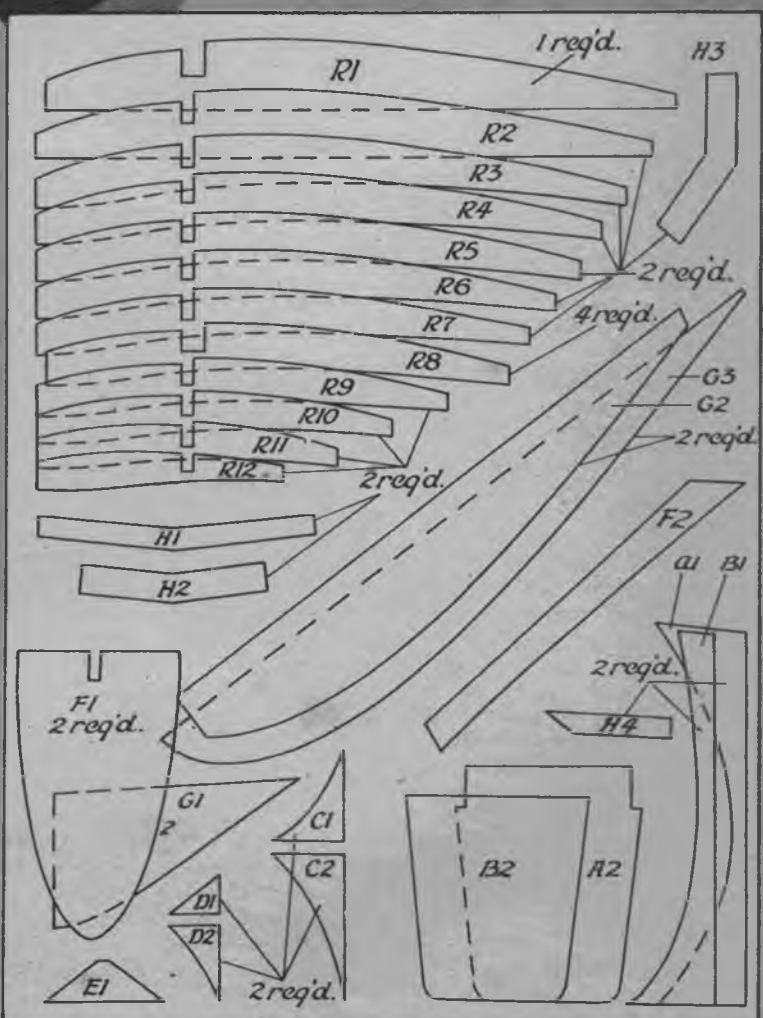 R1
1 req'd.
H3
R2
R3
R4
R5
2 req'd.
R6
R7
4 req'd.
R8
R9
G3
G2
2 req'd.
R10
R11
R12
2 req'd.
H1
H2
F2
a1
B1
2 req'd.
H4
F1
2 req'd.
G1
2
C1
C2
B2
A2
D1
D2
2 req'd.
E1